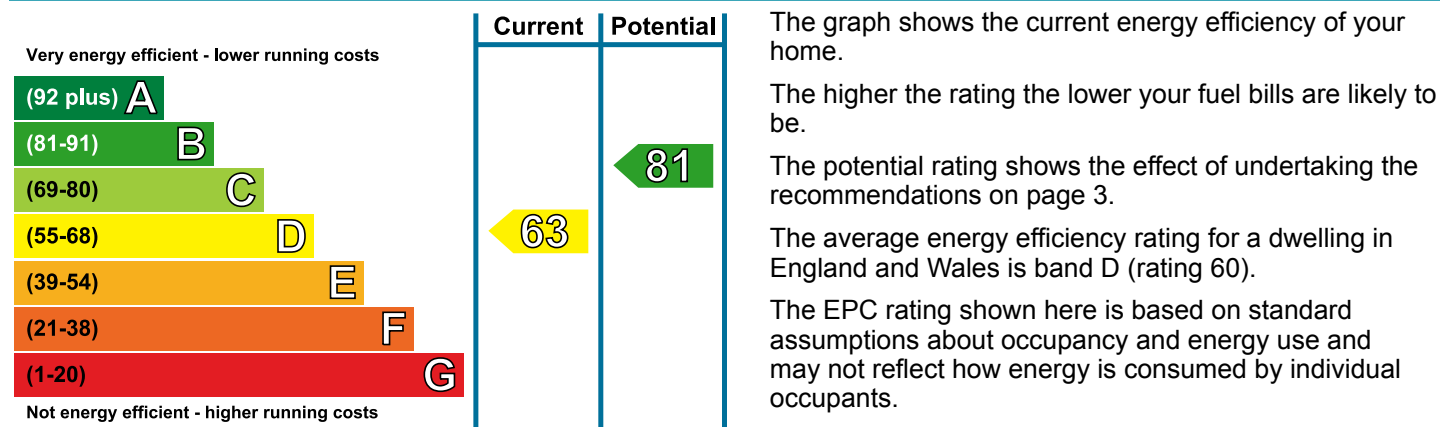 Current Potential
Very energy efficient - lower running costs
(92 plus) A
(81-91) B
(69-80) C
(55-68) D
(39-54) E
(21-38) F
(1-20) G
Not energy efficient - higher running costs
63
81
The graph shows the current energy efficiency of your
home.
The higher the rating the lower your fuel bills are likely to
be.
The potential rating shows the effect of undertaking the
recommendations on page 3.
The average energy efficiency rating for a dwelling in
England and Wales is band D (rating 60).
The EPC rating shown here is based on standard
assumptions about occupancy and energy use and
may not reflect how energy is consumed by individual
occupants.